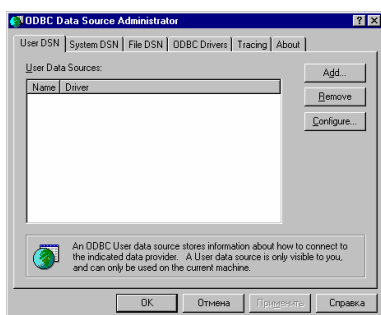 ODBC Data Source Administrator
User DSN System DSN File DSN ODBC Drivers Tracing About
User Data Sources:
Name Driver
Add...
Remove
Configure...
An ODBC User data source stores information about how to connect to
the indicated data provider. A User data source is only visible to you,
and can only be used on the current machine.
OK Отмена Применить Справка